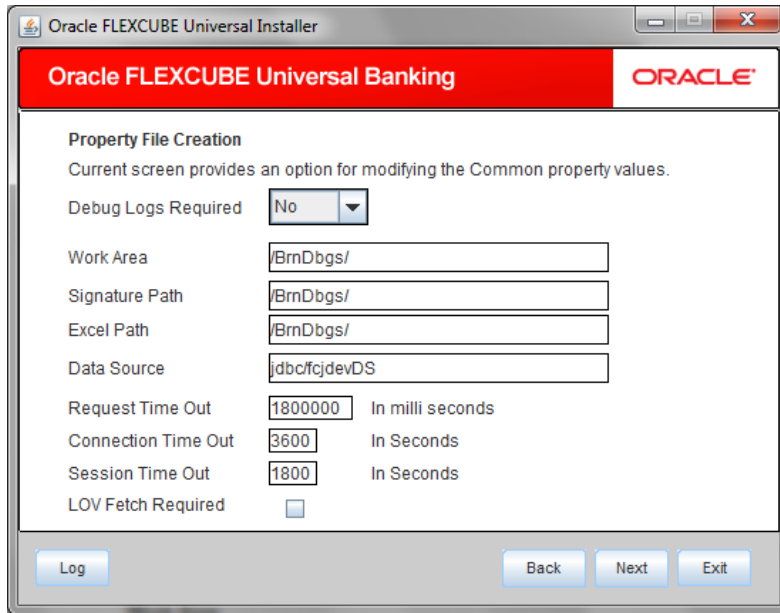 Oracle FLEXCUBE Universal Installer
Oracle FLEXCUBE Universal Banking ORACLE
Property File Creation
Current screen provides an option for modifying the Common property values.
Debug Logs Required No
Work Area /BrnDbgs/
Signature Path /BrnDbgs/
Excel Path /BrnDbgs/
Data Source jdbc/fcjdevDS
Request Time Out 1800000 In milli seconds
Connection Time Out 3600 In Seconds
Session Time Out 1800 In Seconds
LOV Fetch Required
Log Back Next Exit